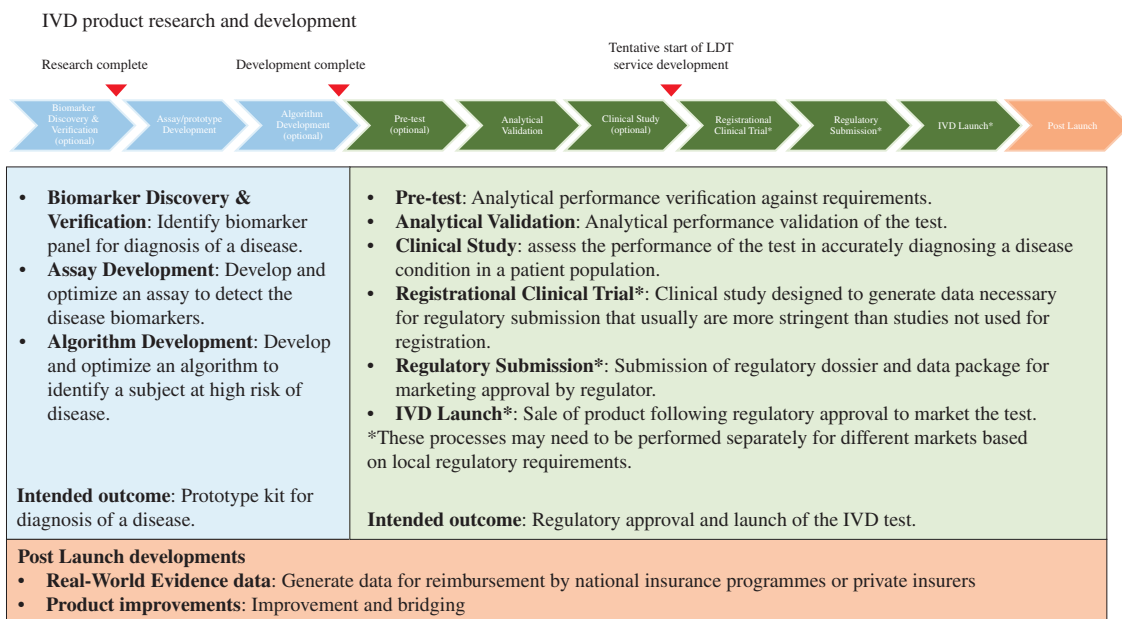 IVD product research and development
Research complete
Development complete
Tentative start of LDT
service development
Biomarker
Discovery &
Verification
(optional)
Assay/prototype
Development
Algorithm
Development
(optional)
Pre-test
(optional)
Analytical
Validation
Clinical Study
(optional)
Registrational
Clinical Trial*
Regulatory
Submission*
IVD Launch*
Post Launch
• Biomarker Discovery &
Verification: Identify biomarker
panel for diagnosis of a disease.
• Assay Development: Develop and
optimize an assay to detect the
disease biomarkers.
• Algorithm Development: Develop
and optimize an algorithm to
identify a subject at high risk of
disease.
Intended outcome: Prototype kit for
diagnosis of a disease.
• Pre-test: Analytical performance verification against requirements.
• Analytical Validation: Analytical performance validation of the test.
• Clinical Study: assess the performance of the test in accurately diagnosing a disease
condition in a patient population.
• Registrational Clinical Trial*: Clinical study designed to generate data necessary
for regulatory submission that usually are more stringent than studies not used for
registration.
• Regulatory Submission*: Submission of regulatory dossier and data package for
marketing approval by regulator.
• IVD Launch*: Sale of product following regulatory approval to market the test.
*These processes may need to be performed separately for different markets based
on local regulatory requirements.
Intended outcome: Regulatory approval and launch of the IVD test.
Post Launch developments
• Real-World Evidence data: Generate data for reimbursement by national insurance programmes or private insurers
• Product improvements: Improvement and bridging